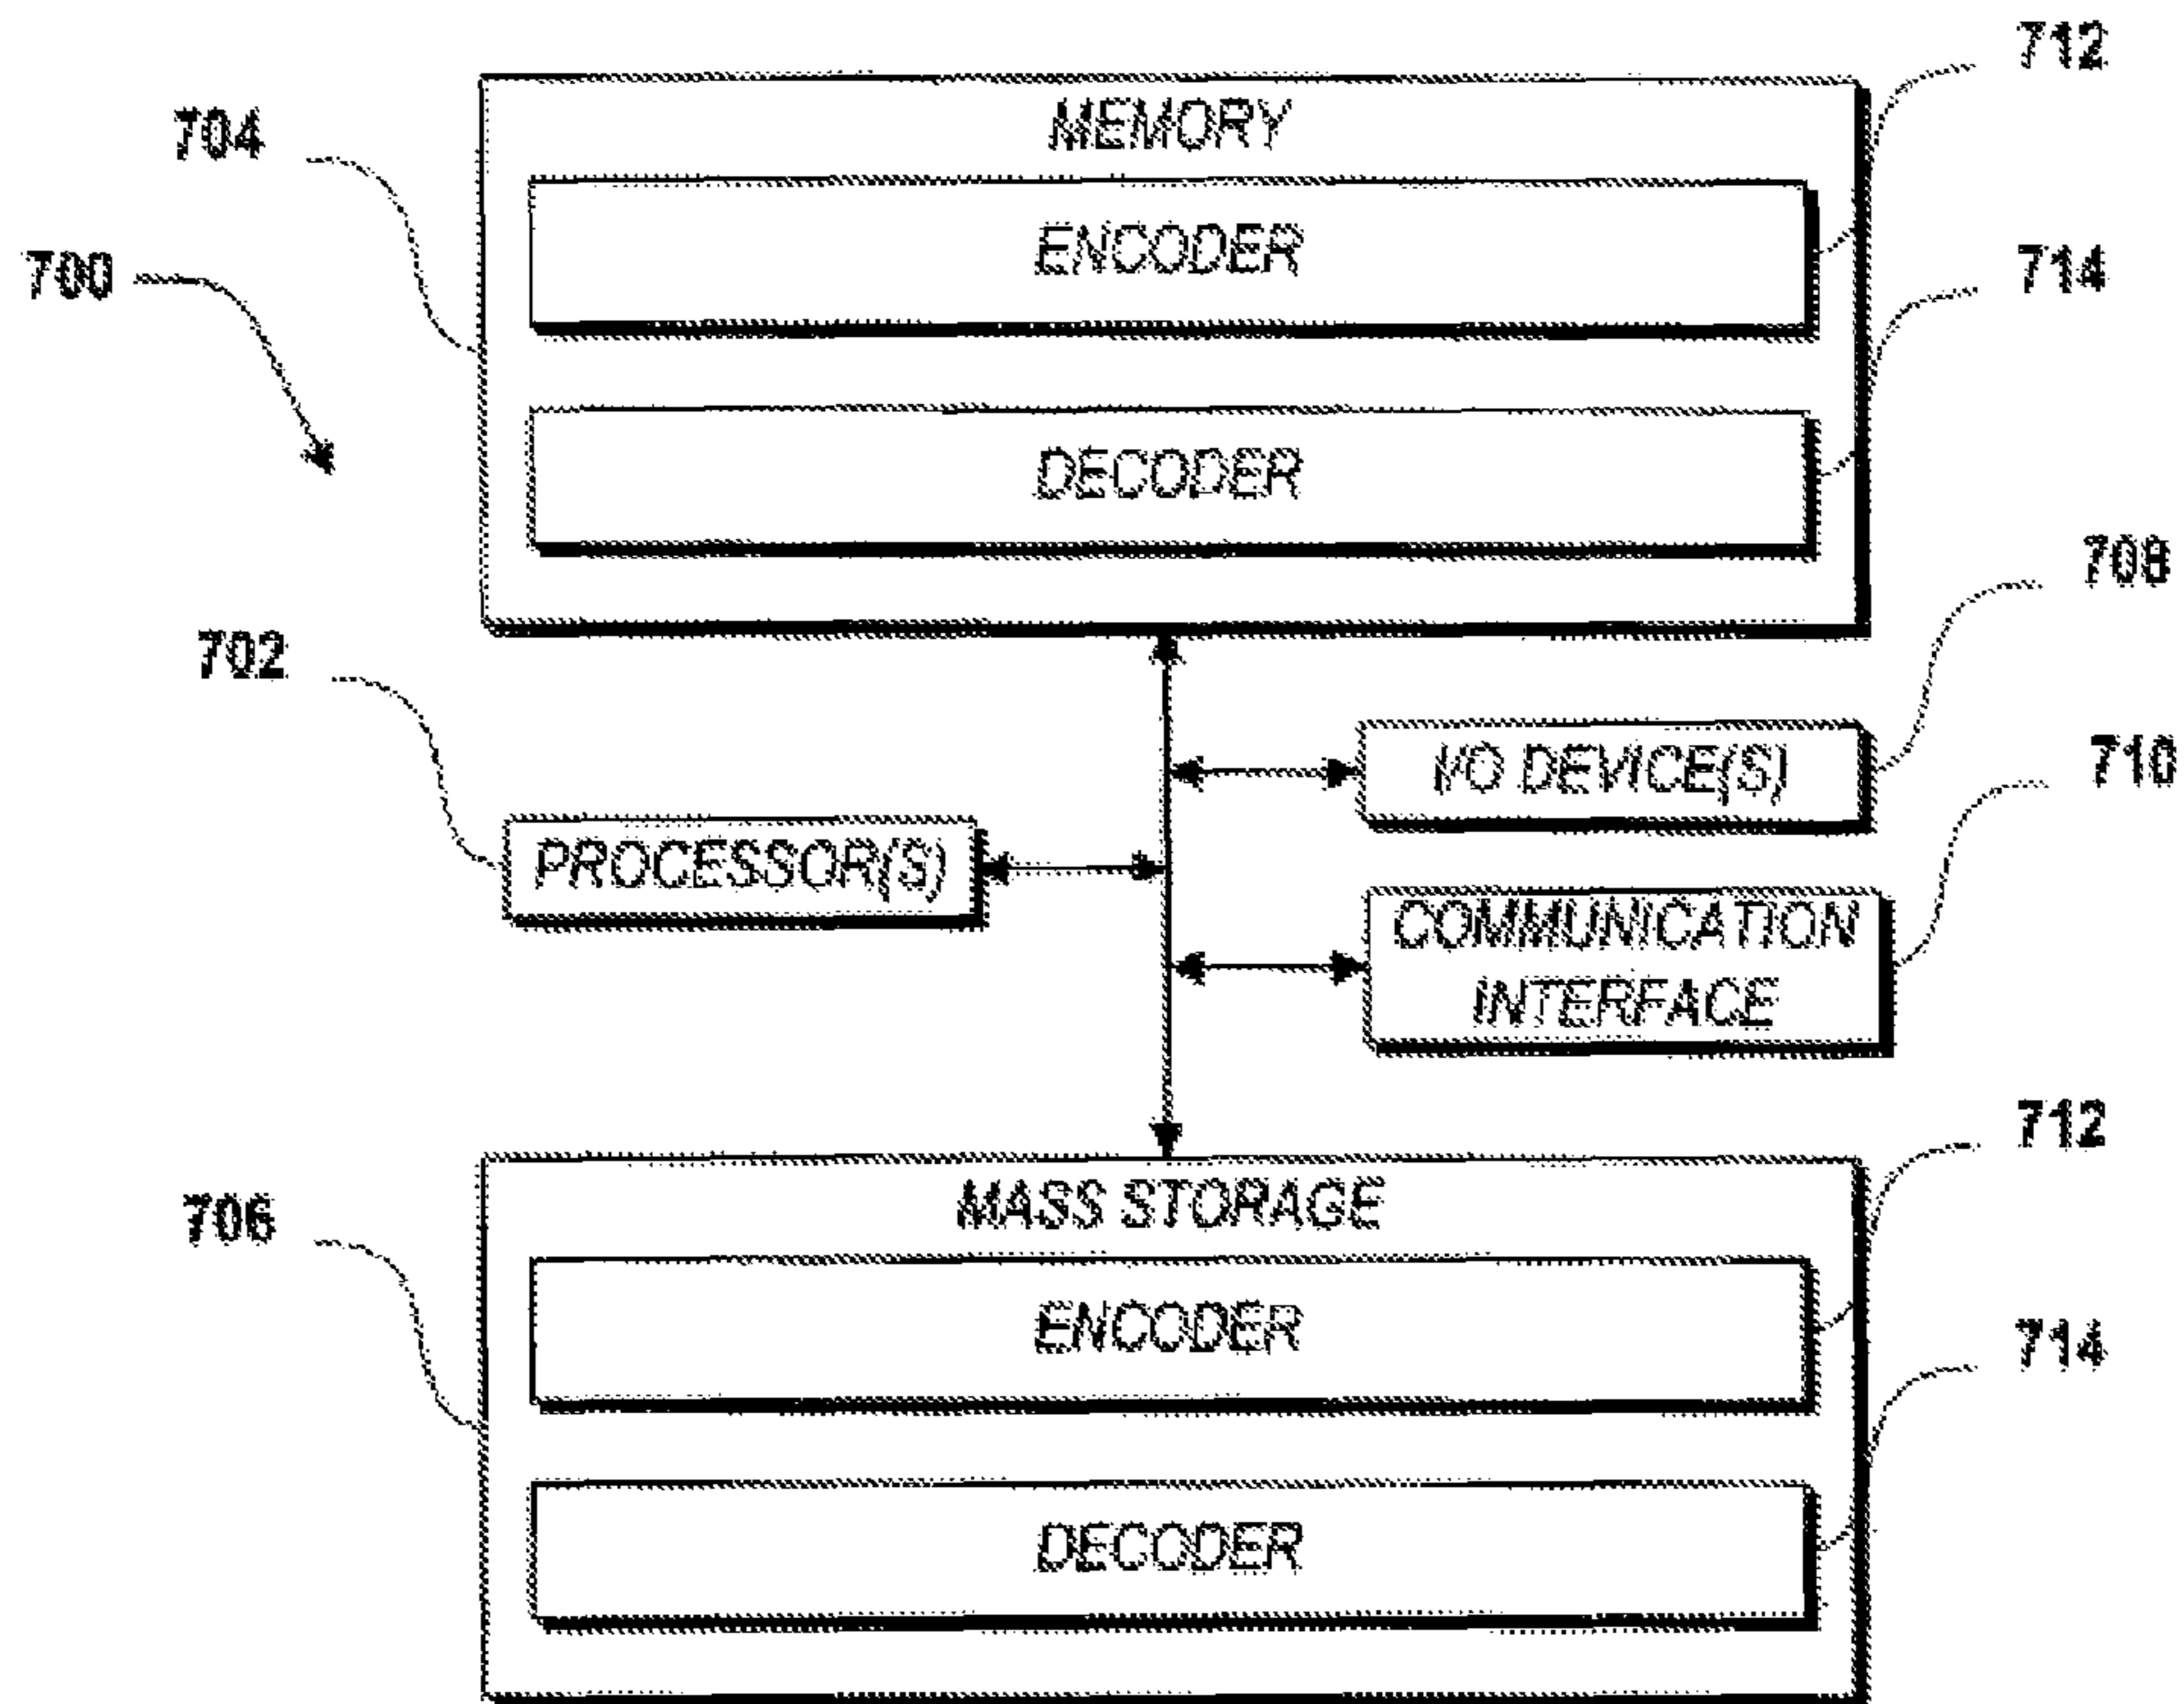 712
704
MEMORY
ENCODER
700
714
DECODER
708
702
I/O DEVICE(S)
710
PROCESSOR(S)
COMMUNICATION
INTERFACE
712
706
MASS STORAGE
ENCODER
714
DECODER